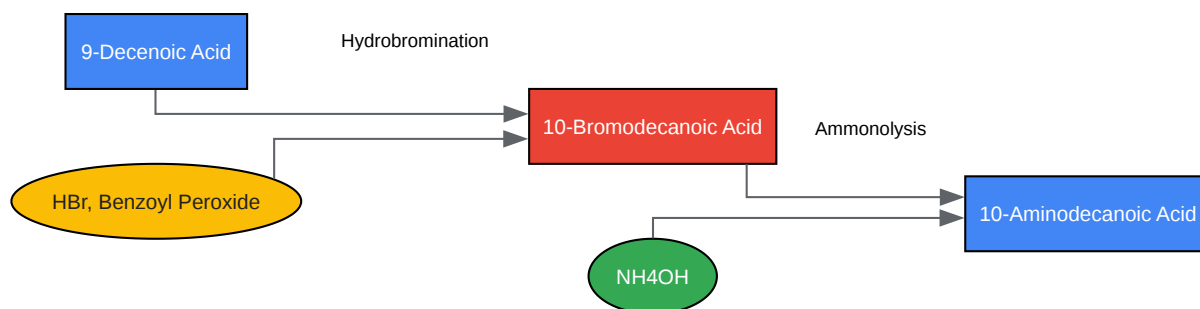 9-Decenoic Acid
Hydrobromination
10-Bromodecanoic Acid
Ammonolysis
HBr, Benzoyl Peroxide
10-Aminodecanoic Acid
NH4OH